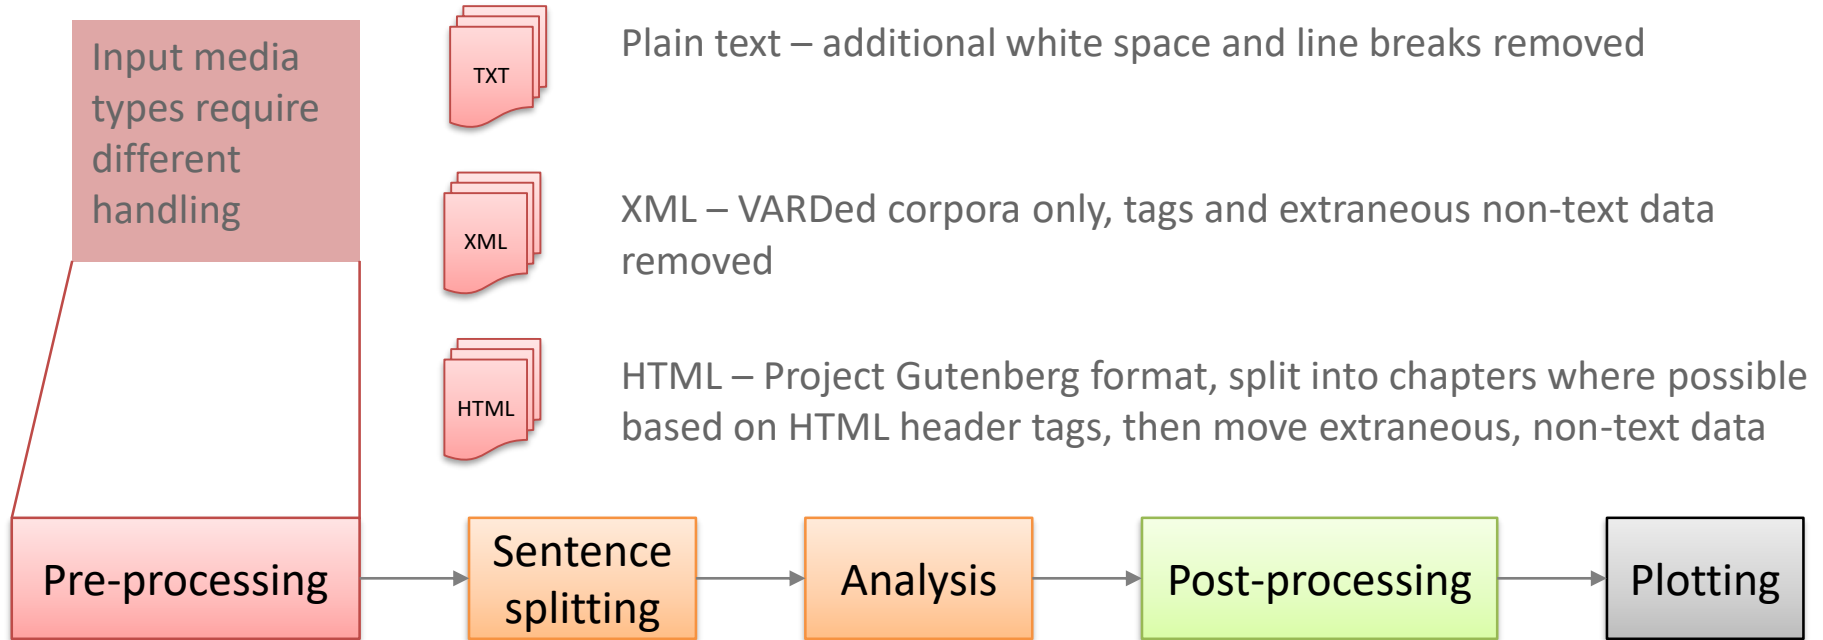 Input media
types require
different
handling
TXT
Plain text – additional white space and line breaks removed
XML
XML – VARDed corpora only, tags and extraneous non-text data
removed
HTML
HTML – Project Gutenberg format, split into chapters where possible
based on HTML header tags, then move extraneous, non-text data
Pre-processing
Sentence
splitting
Analysis
Post-processing
Plotting